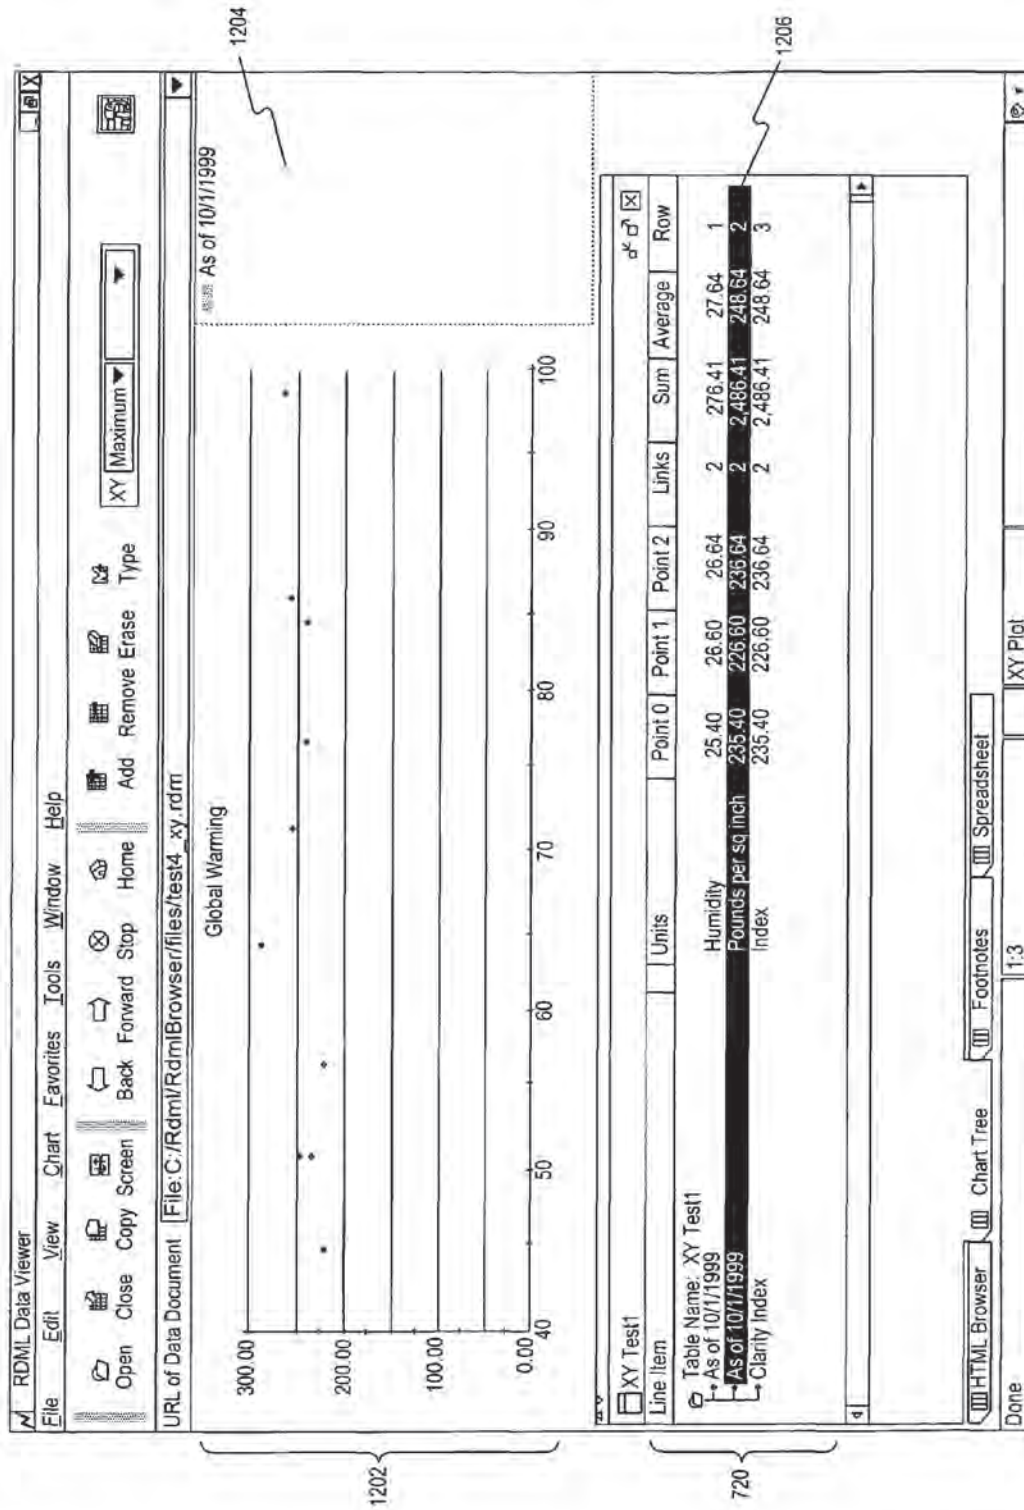 RDML Data Viewer
File Edit View Chart Favorites Tools Window Help
Open Close Copy Screen Back Forward Stop Home Add Remove Erase Type XY Maximum
URL of Data Document: File:C:/Rdml/RdmlBrowser/files/test4_xy.rdm
Global Warming
As of 10/1/1999
1204
300.00
200.00
100.00
0.00
40 50 60 70 80 90 100
1202
XY Test1
Line Item Units Point 0 Point 1 Point 2 Links Sum Average Row
Table Name: XY Test1
As of 10/1/1999 Humidity 25.40 26.60 26.64 2 276.41 27.64 1
As of 10/1/1999 Pounds per sq inch 235.40 226.60 236.64 2 2,486.41 248.64 2
Clarity Index Index 235.40 226.60 236.64 2 2,486.41 248.64 3
720
1206
HTML Browser Chart Tree Footnotes Spreadsheet
Done 1:3 XY Plot